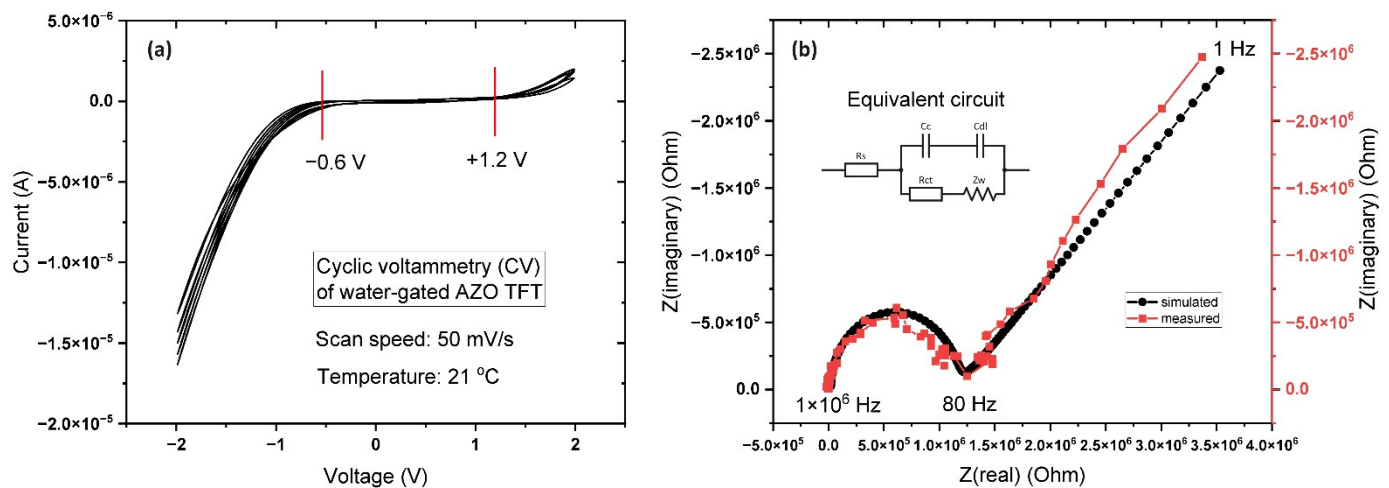 (a)
5.0×10⁻⁶
0.0
−5.0×10⁻⁶
−1.0×10⁻⁵
−1.5×10⁻⁵
−2.0×10⁻⁵
Current (A)
−0.6 V
+1.2 V
Cyclic voltammetry (CV)
of water-gated AZO TFT
Scan speed: 50 mV/s
Temperature: 21 °C
−2 −1 0 1 2
Voltage (V)
(b)
−2.5×10⁶
−2.0×10⁶
−1.5×10⁶
−1.0×10⁶
−5.0×10⁵
0.0
Z(imaginary) (Ohm)
1 Hz
Equivalent circuit
Cc
Cdl
Rs
Rct
Zw
simulated
measured
1×10⁶ Hz
80 Hz
−2.5×10⁶
−2.0×10⁶
−1.5×10⁶
−1.0×10⁶
−5.0×10⁵
0.0
Z(imaginary) (Ohm)
−5.0×10⁵ 0.0 5.0×10⁵ 1.0×10⁶ 1.5×10⁶ 2.0×10⁶ 2.5×10⁶ 3.0×10⁶ 3.5×10⁶ 4.0×10⁶
Z(real) (Ohm)